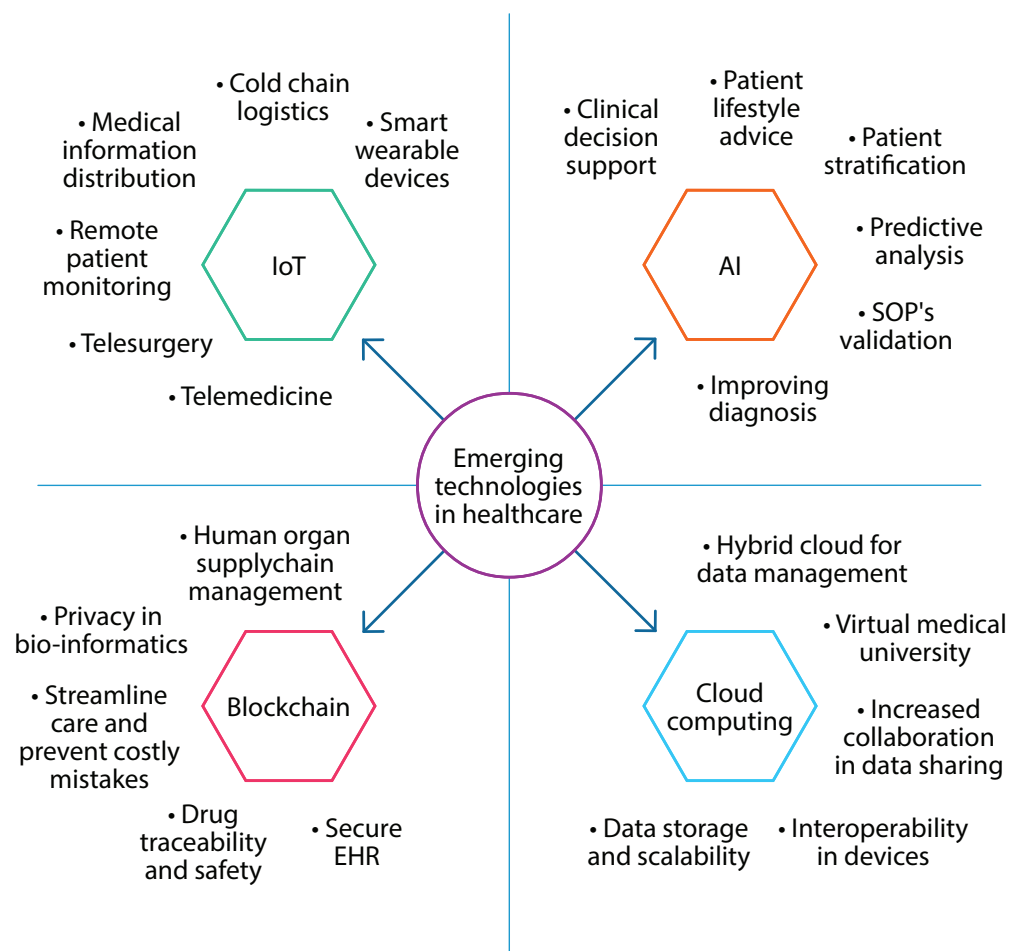 • Cold chain
logistics
• Medical
information
distribution
• Smart
wearable
devices
• Remote
patient
monitoring
IoT
• Telesurgery
• Telemedicine
• Patient
lifestyle
advice
• Clinical
decision
support
• Patient
stratification
• Predictive
analysis
AI
• SOP's
validation
• Improving
diagnosis
Emerging
technologies
in healthcare
• Human organ
supplychain
management
• Privacy in
bio-informatics
• Streamline
care and
prevent costly
mistakes
Blockchain
• Drug
traceability
and safety
• Secure
EHR
• Hybrid cloud for
data management
• Virtual medical
university
Cloud
computing
• Increased
collaboration
in data sharing
• Data storage
and scalability
• Interoperability
in devices